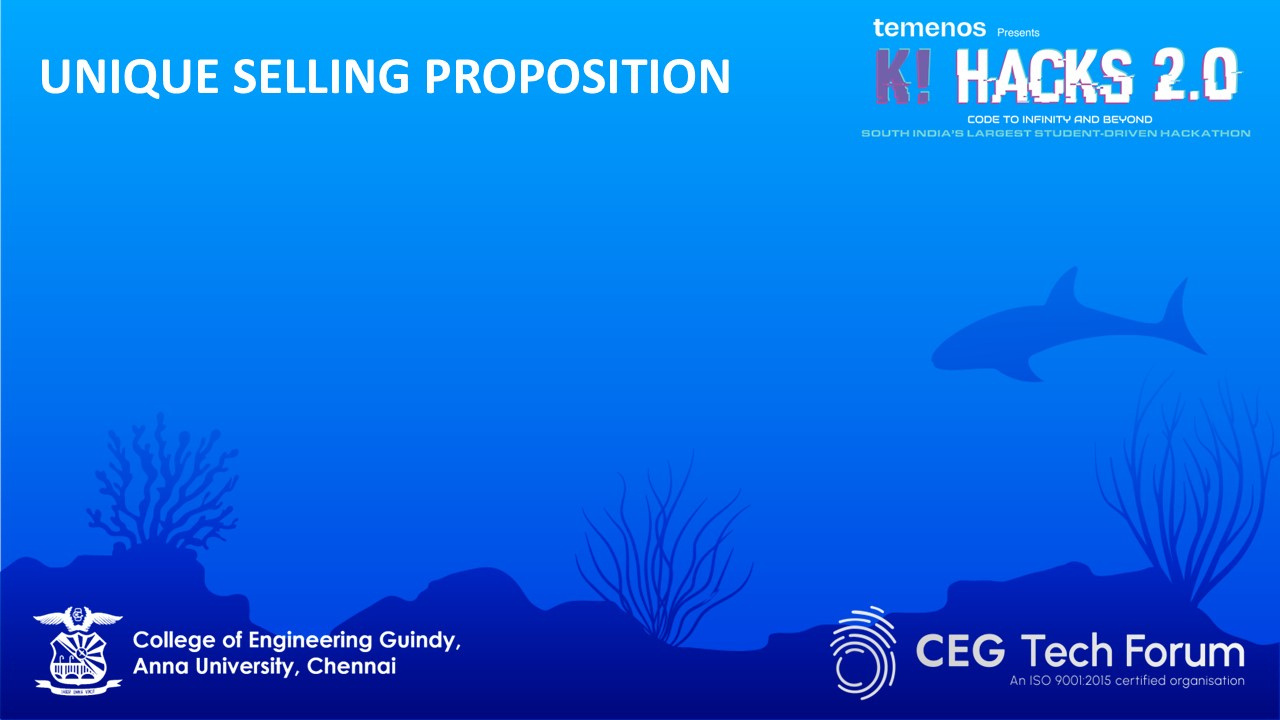 UNIQUE SELLING PROPOSITION
temenos Presents
K! HACKS 2.0
CODE TO INFINITY AND BEYOND
SOUTH INDIA'S LARGEST STUDENT-DRIVEN HACKATHON
College of Engineering Guindy,
Anna University, Chennai
CEG Tech Forum
An ISO 9001:2015 certified organisation